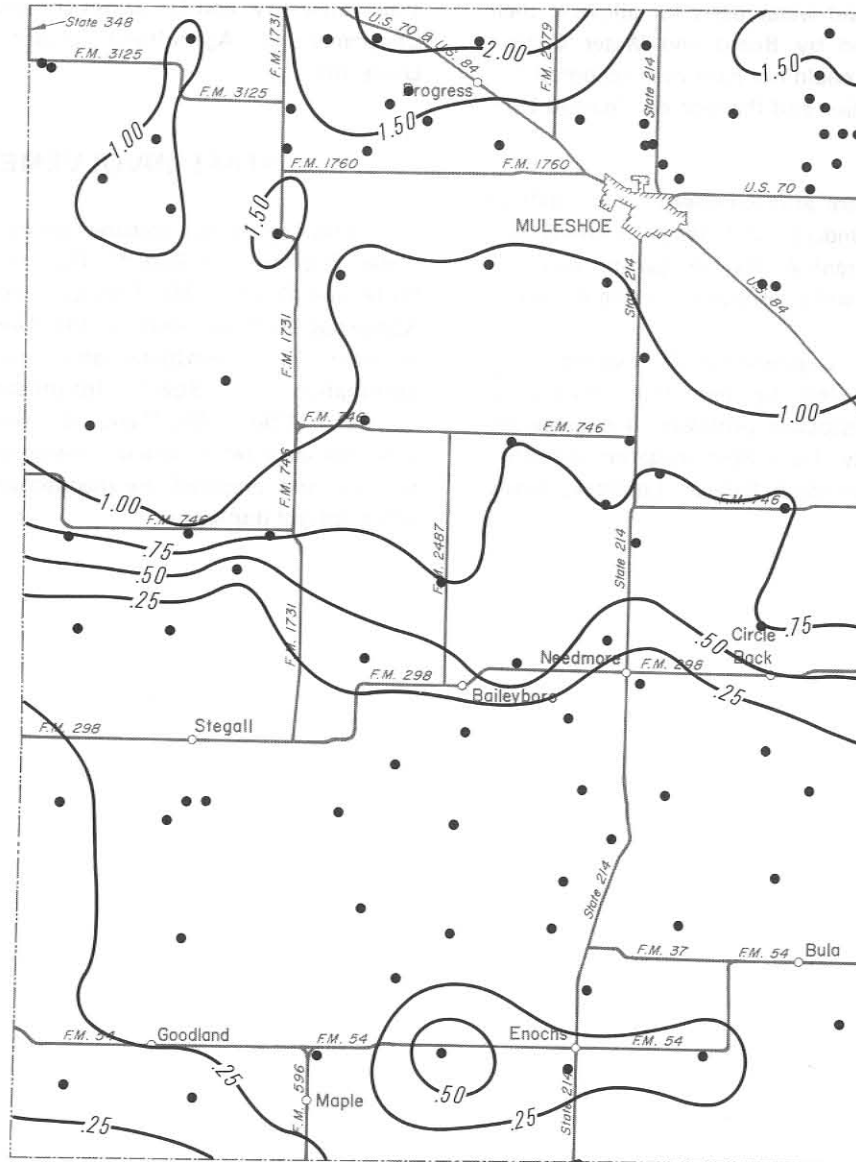 State 348
U.S. 70 & U.S. 84
2.00
F.M. 3125
F.M. 1731
F.M. 2079
State 214
1.50
Progress
F.M. 3125
1.50
1.00
F.M. 1760
F.M. 1760
U.S. 70
1.50
MULESHOE
State 214
U.S. 84
F.M. 1731
1.00
F.M. 746
F.M. 746
F.M. 746
1.00
F.M. 746
F.M. 746
.75
F.M. 2487
State 214
.50
.25
F.M. 1731
Circle
Back
.75
.50
Needmore
F.M. 298
F.M. 298
Baileyboro
.25
F.M. 298
Stegall
State 214
F.M. 37
F.M. 54
Bula
F.M. 54
Goodland
F.M. 54
Enochs
F.M. 54
.25
.50
F.M. 596
Maple
State 214
.25
.25